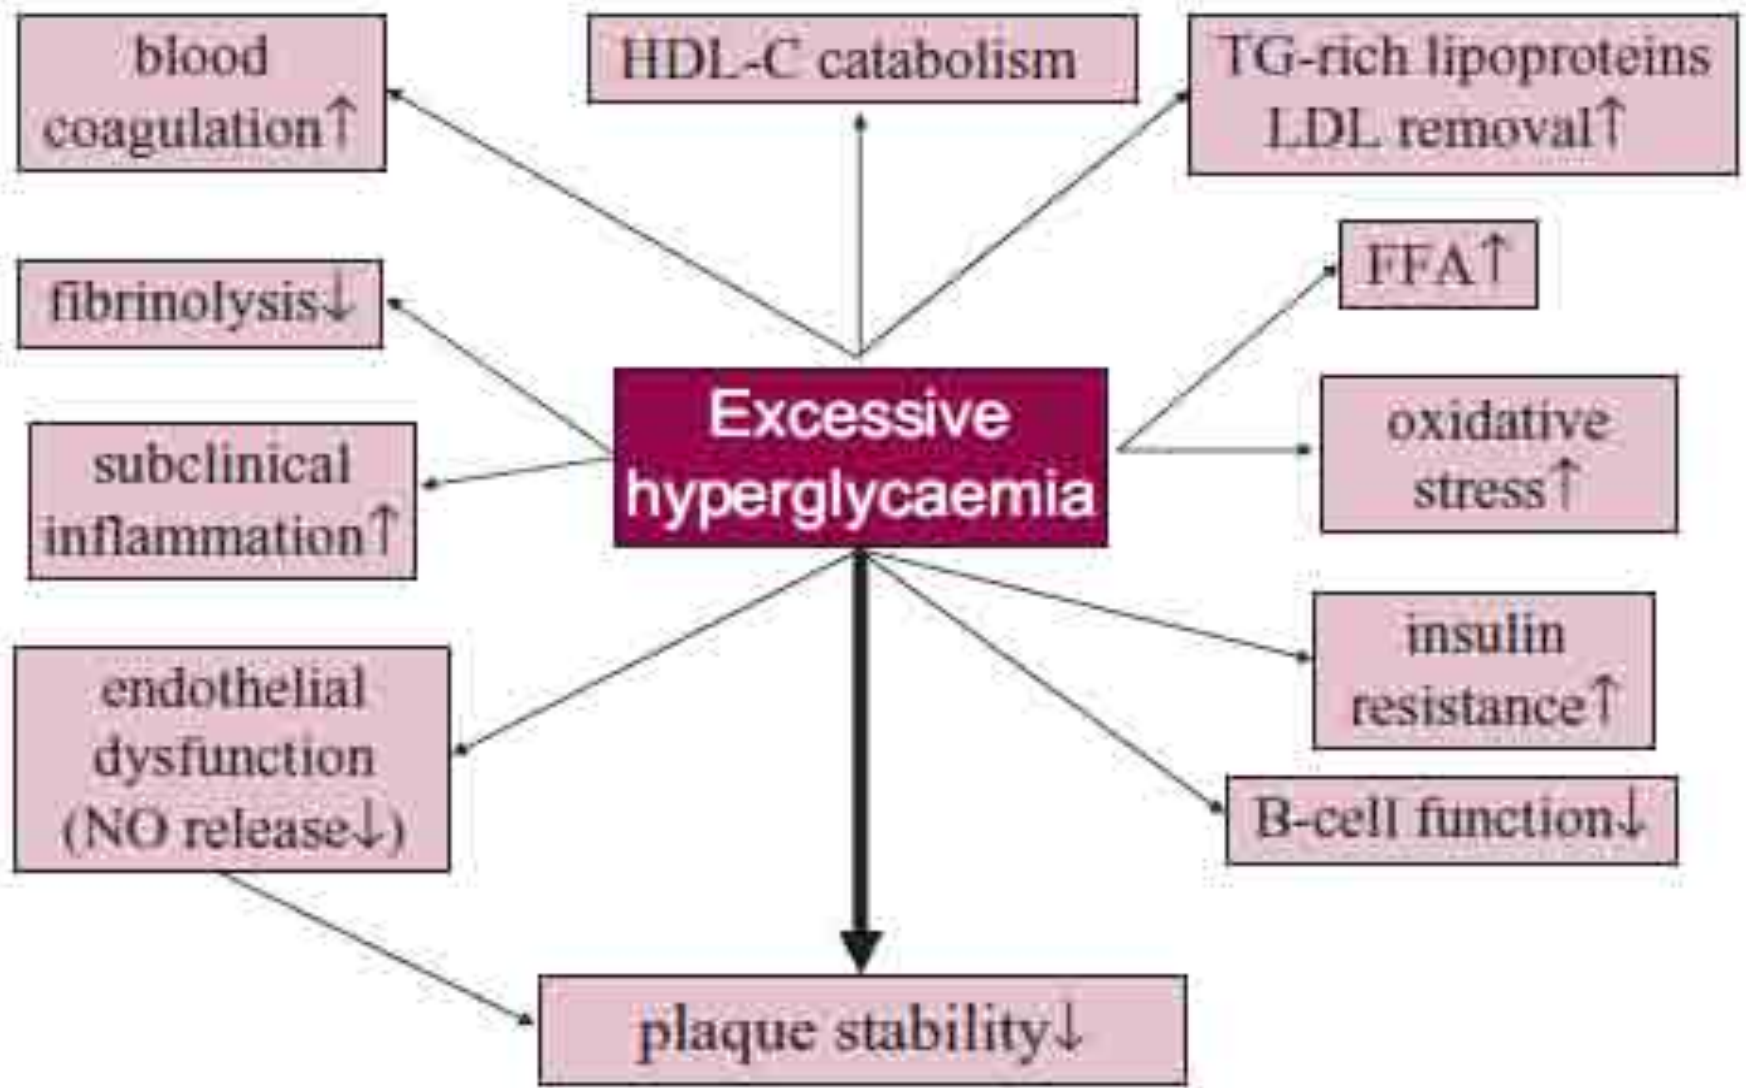 blood
coagulation↑
HDL-C catabolism
TG-rich lipoproteins
LDL removal↑
fibrinolysis↓
FFA↑
Excessive
hyperglycaemia
subclinical
inflammation↑
oxidative
stress↑
endothelial
dysfunction
(NO release↓)
insulin
resistance↑
B-cell function↓
plaque stability↓